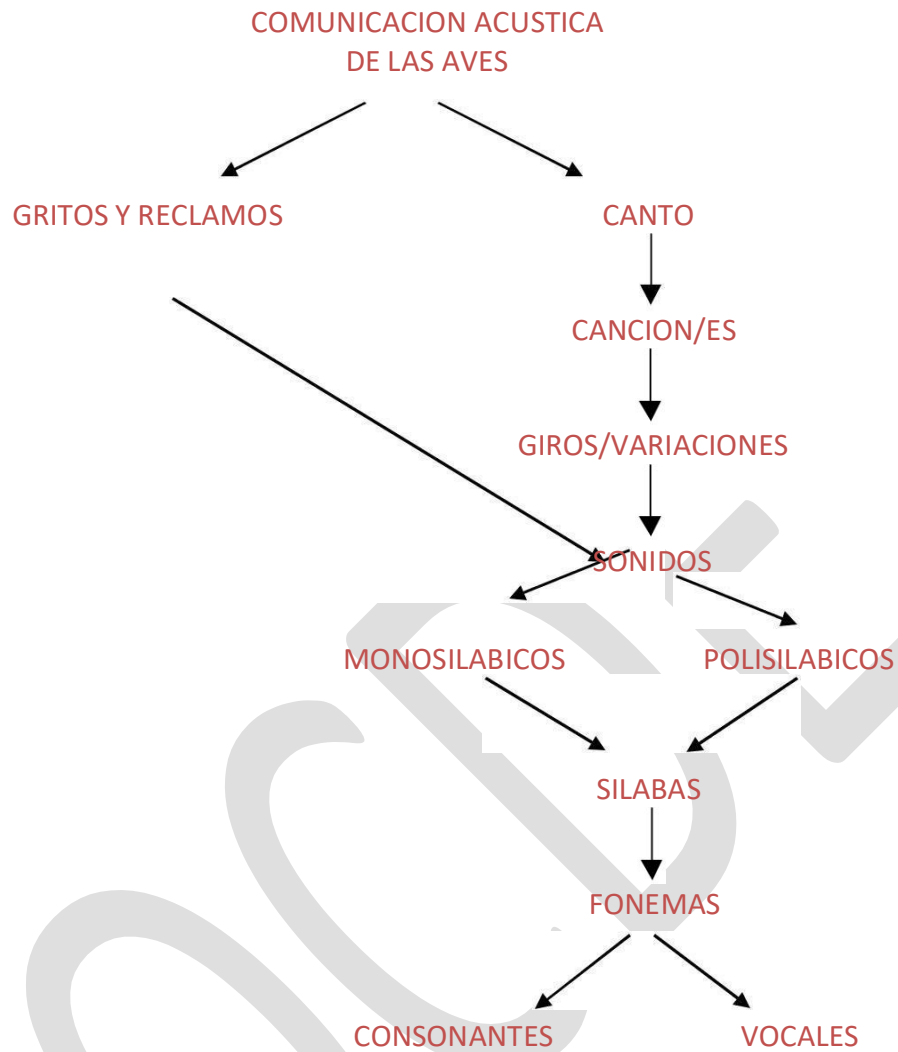 COMUNICACION ACUSTICA
DE LAS AVES
GRITOS Y RECLAMOS
CANTO
CANCION/ES
GIROS/VARIACIONES
SONIDOS
MONOSILABICOS
POLISILABICOS
SILABAS
FONEMAS
CONSONANTES
VOCALES